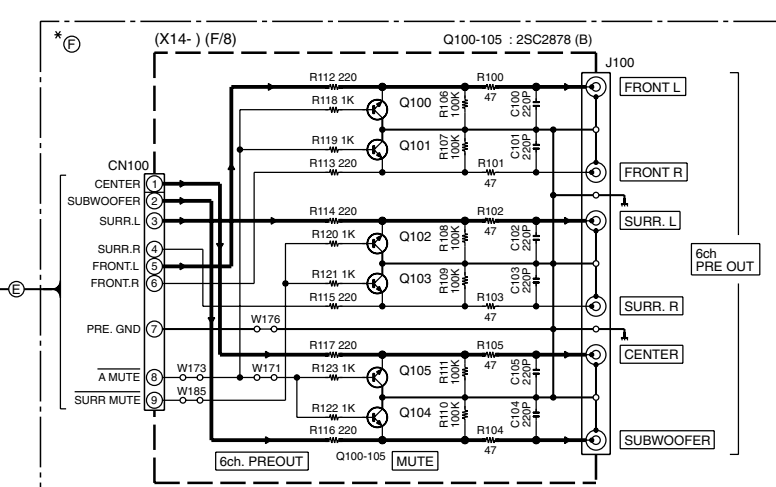 * F
(X14- ) (F/8)
Q100-105 : 2SC2878 (B)
J100
R112 220
R100
47
FRONT L
R118 1K
Q100
R106
100K
C100
220P
R119 1K
Q101
R107
100K
C101
220P
R113 220
R101
47
FRONT R
CN100
CENTER 1
SUBWOOFER 2
SURR.L 3
SURR.R 4
FRONT.L 5
FRONT.R 6
PRE. GND 7
A MUTE 8
SURR MUTE 9
E
R114 220
R102
47
SURR. L
R120 1K
Q102
R108
100K
C102
220P
R121 1K
Q103
R109
100K
C103
220P
R115 220
R103
47
SURR. R
6ch
PRE OUT
W176
R117 220
R105
47
CENTER
W173
W171
R123 1K
Q105
R111
100K
C105
220P
W185
R122 1K
Q104
R110
100K
C104
220P
R116 220
R104
47
SUBWOOFER
6ch. PREOUT
Q100-105
MUTE